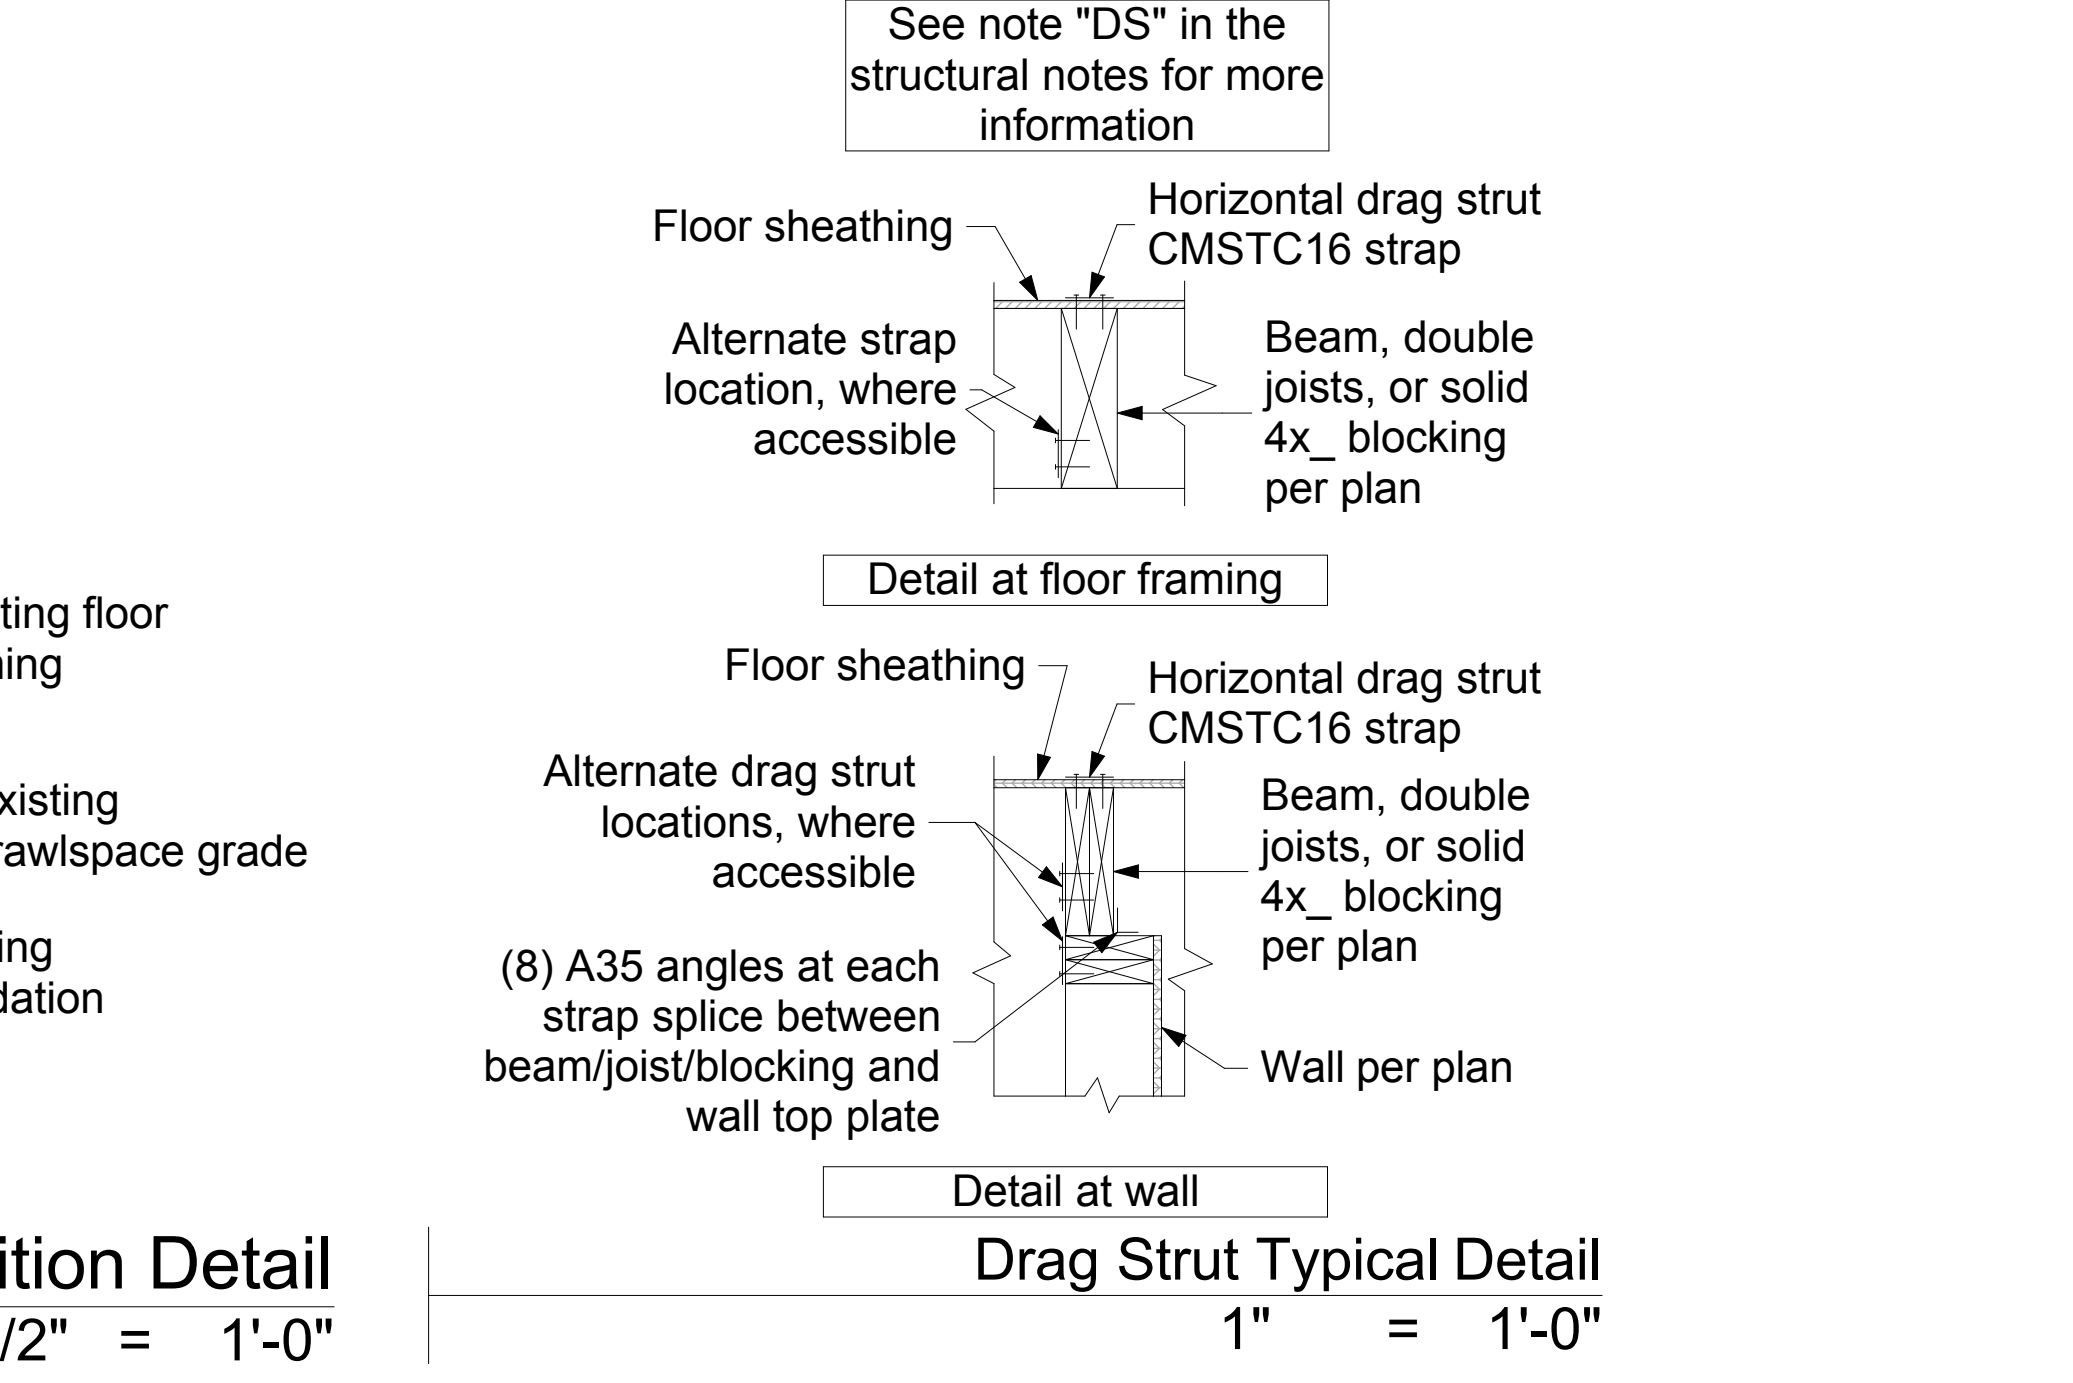 See note "DS" in the
structural notes for more
information
Floor sheathing
Horizontal drag strut
CMSTC16 strap
Alternate strap
location, where
accessible
Beam, double
joists, or solid
4x_ blocking
per plan
Detail at floor framing
Floor sheathing
Horizontal drag strut
CMSTC16 strap
Alternate drag strut
locations, where
accessible
Beam, double
joists, or solid
4x_ blocking
per plan
(8) A35 angles at each
strap splice between
beam/joist/blocking and
wall top plate
Wall per plan
Detail at wall
Drag Strut Typical Detail
1" = 1'-0"
ting floor
ing
xisting
rawlspace grade
ing
dation
ition Detail
/2" = 1'-0"